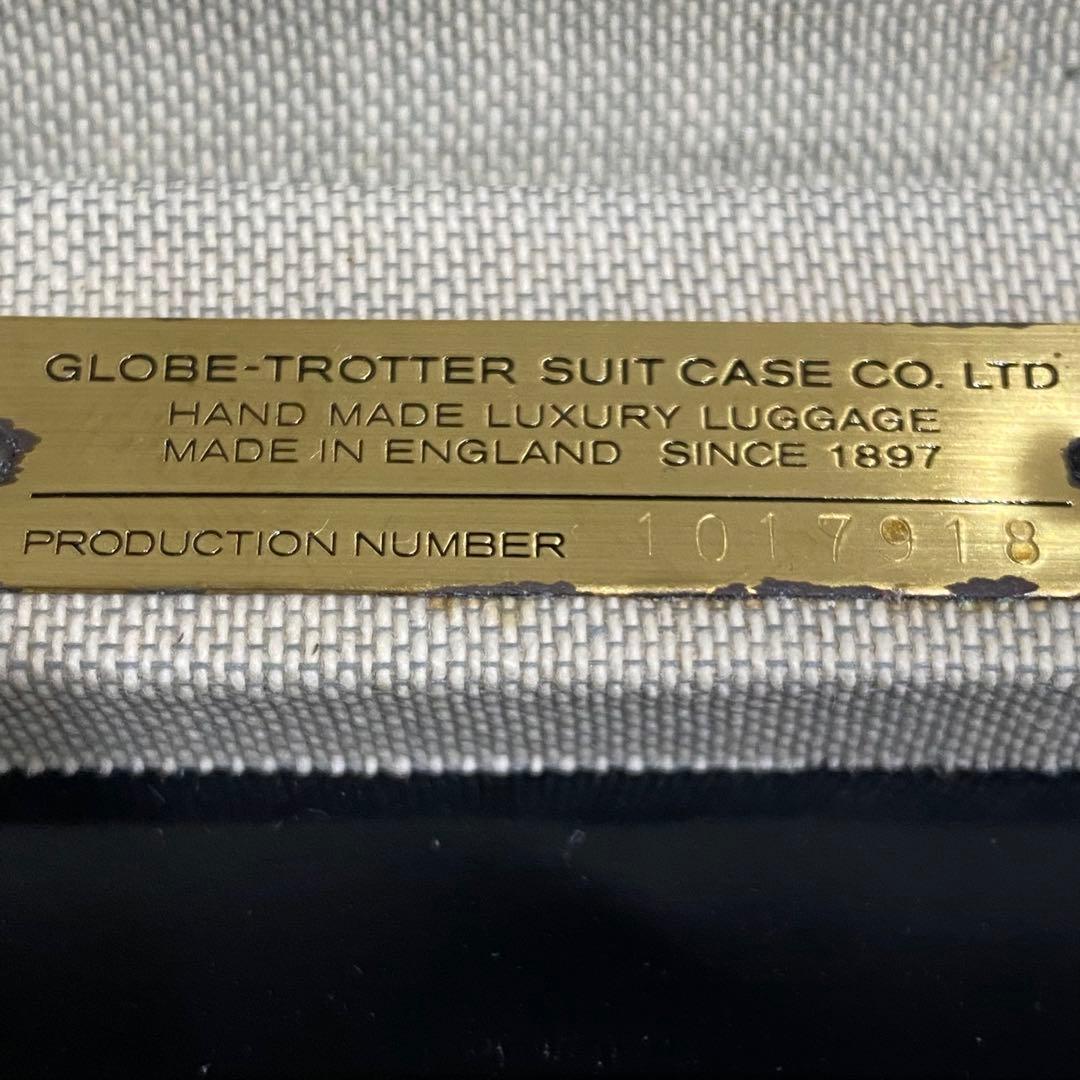 GLOBE-TROTTER SUIT CASE CO. LTD
HAND MADE LUXURY LUGGAGE
MADE IN ENGLAND SINCE 1897
PRODUCTION NUMBER 1017918